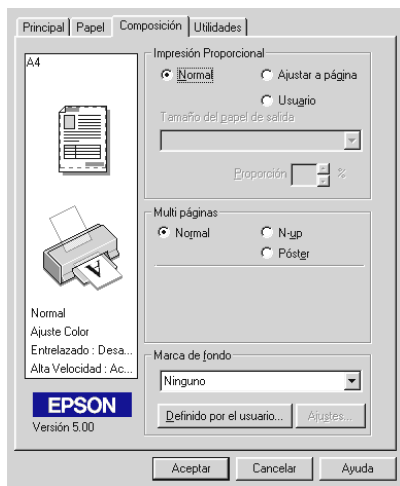 Principal Papel Composición Utilidades
A4
Normal
Ajuste Color
Entrelazado : Desa...
Alta Velocidad : Ac...
EPSON
Versión 5.00
Impresión Proporcional
Normal Ajustar a página
Usuario
Tamaño del papel de salida
Proporción %
Multi páginas
Normal N-up
Póster
Marca de fondo
Ninguno
Definido por el usuario... Ajustes...
Aceptar Cancelar Ayuda